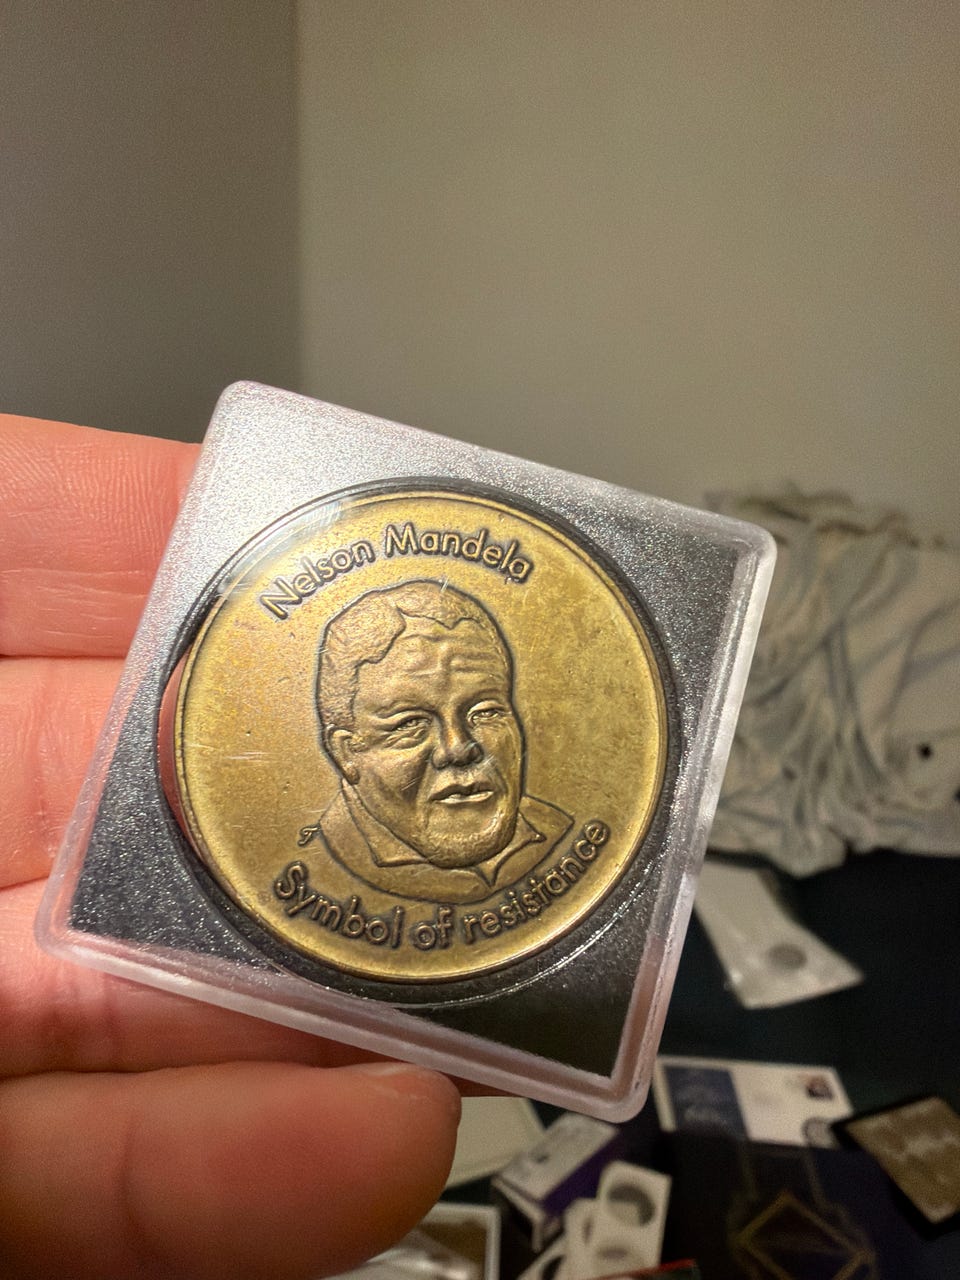 Nelson Mandela
Symbol of resistance